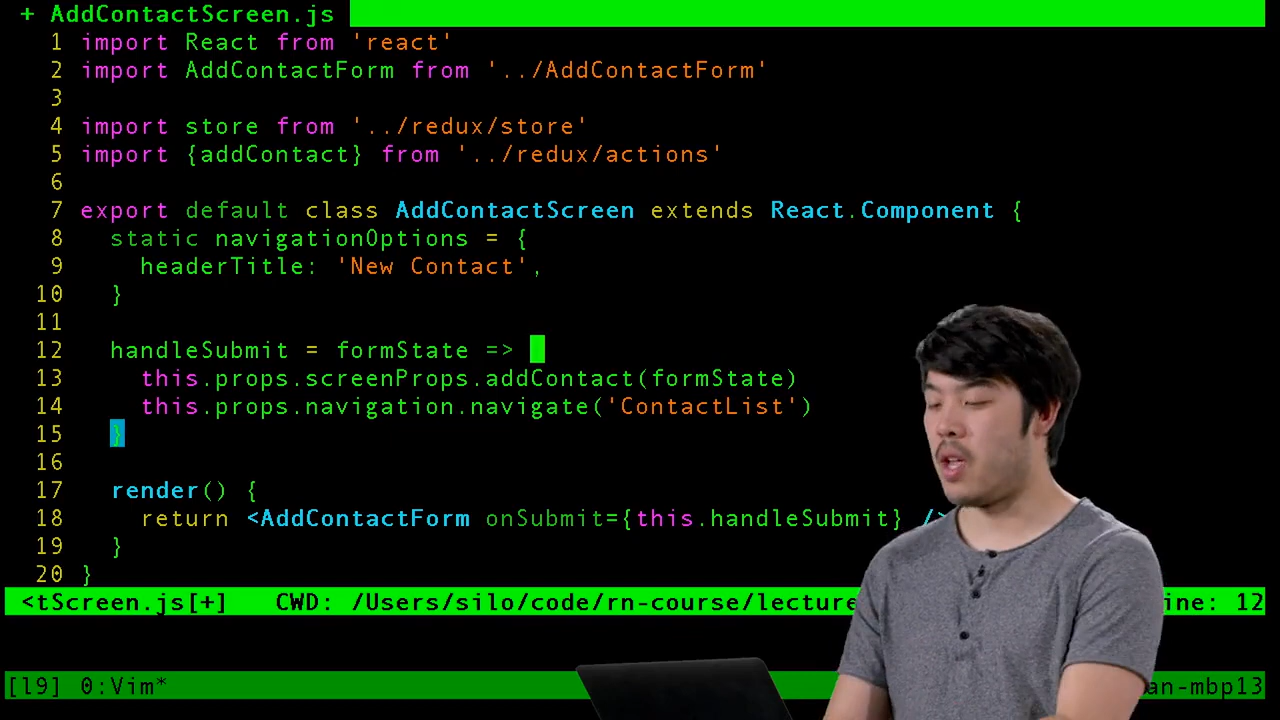 + AddContactScreen.js
1 import React from 'react'
2 import AddContactForm from '../AddContactForm'
3
4 import store from '../redux/store'
5 import {addContact} from '../redux/actions'
6
7 export default class AddContactScreen extends React.Component {
8   static navigationOptions = {
9     headerTitle: 'New Contact',
10   }
11
12   handleSubmit = formState =>
13     this.props.screenProps.addContact(formState)
14     this.props.navigation.navigate('ContactList')
15   }
16
17   render() {
18     return <AddContactForm onSubmit={this.handleSubmit} />
19   }
20 }
<tScreen.js[+]   CWD: /Users/silo/code/rn-course/lecture ine: 12
[l9] 0:Vim* an-mbp13